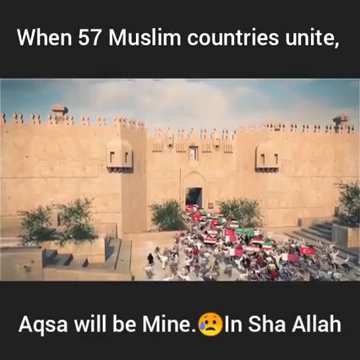 When 57 Muslim countries unite,
Aqsa will be Mine.😥In Sha Allah